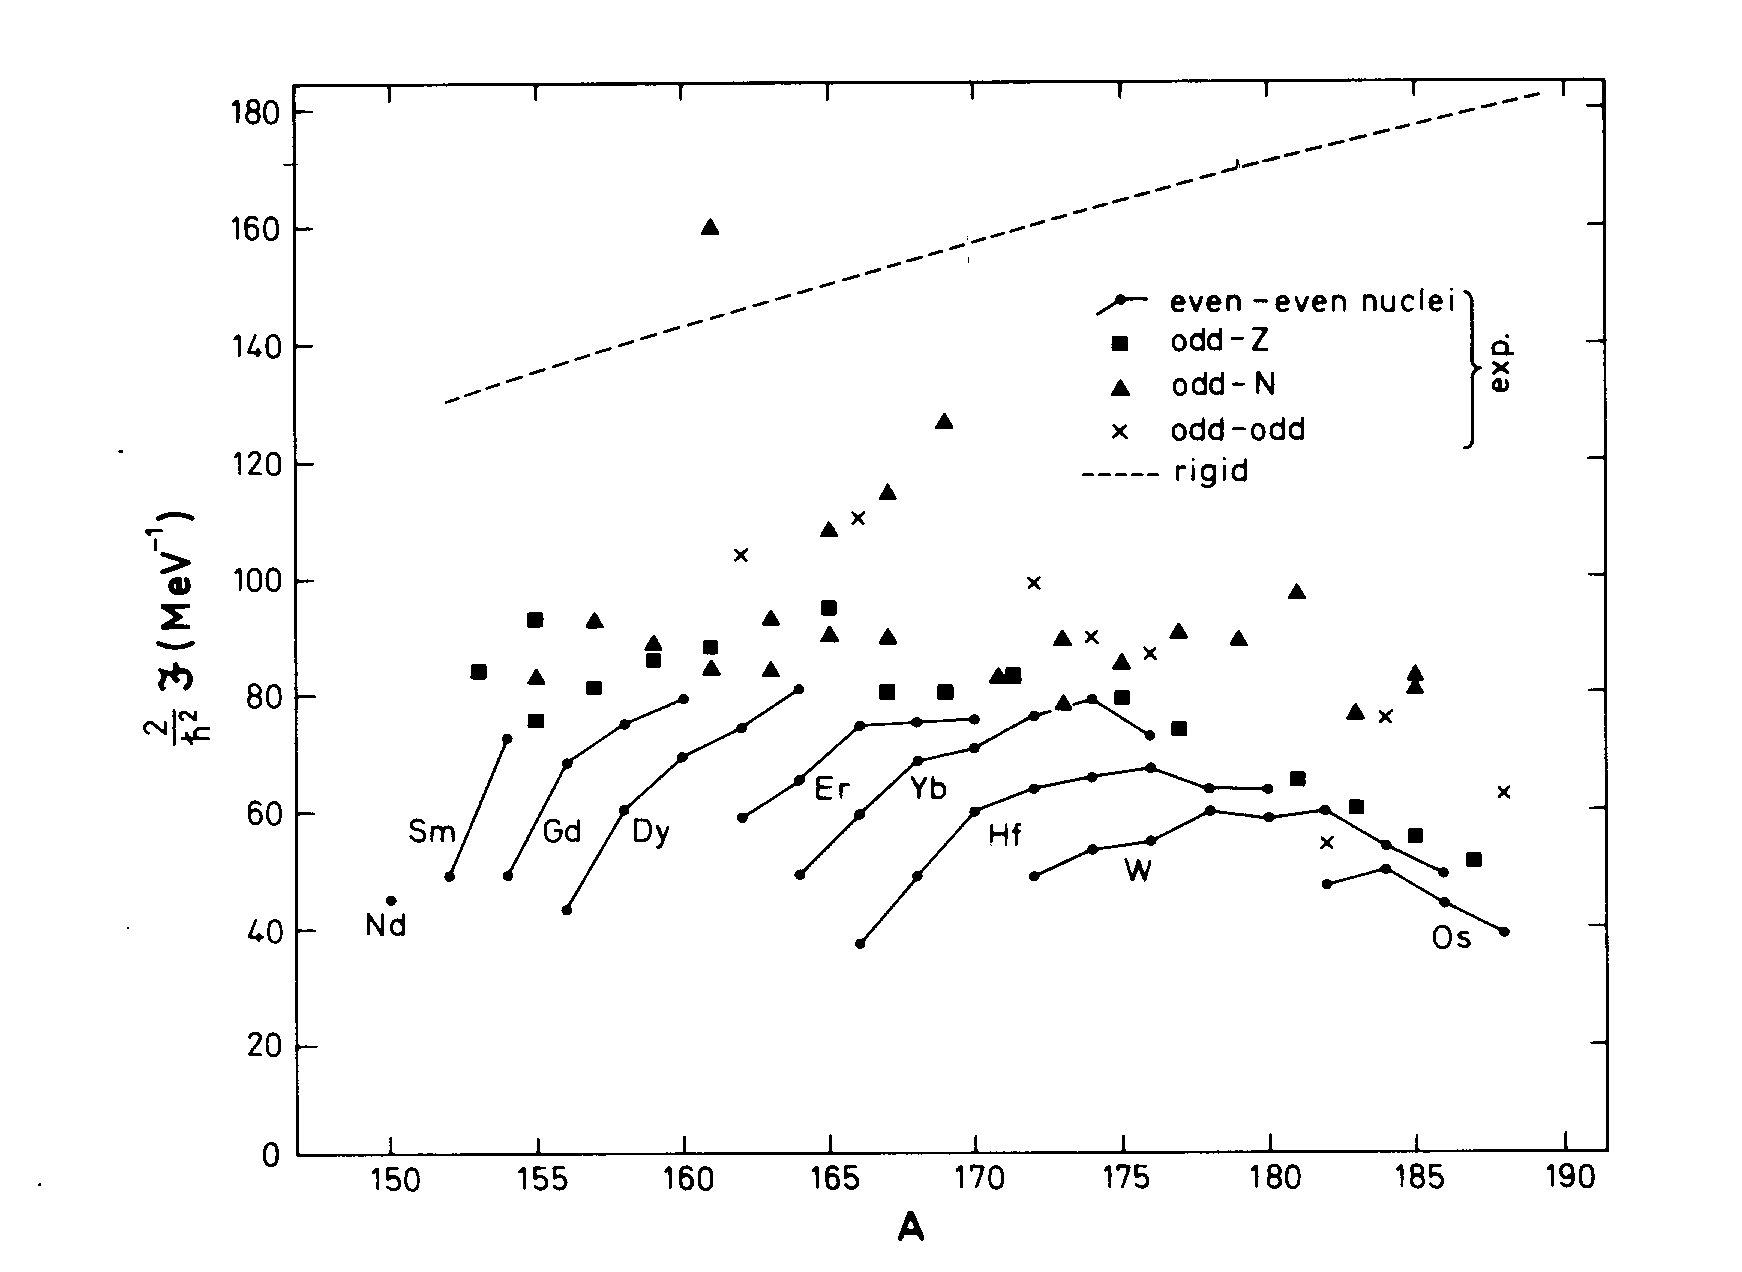 180
160
140
120
100
80
60
40
20
0
2/ħ² ℐ (MeV⁻¹)
even-even nuclei
odd-Z
odd-N
odd-odd
rigid
exp.
Nd
Sm
Gd
Dy
Er
Yb
Hf
W
Os
150 155 160 165 170 175 180 185 190
A